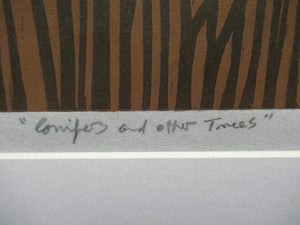 "Conifers and other Trees"